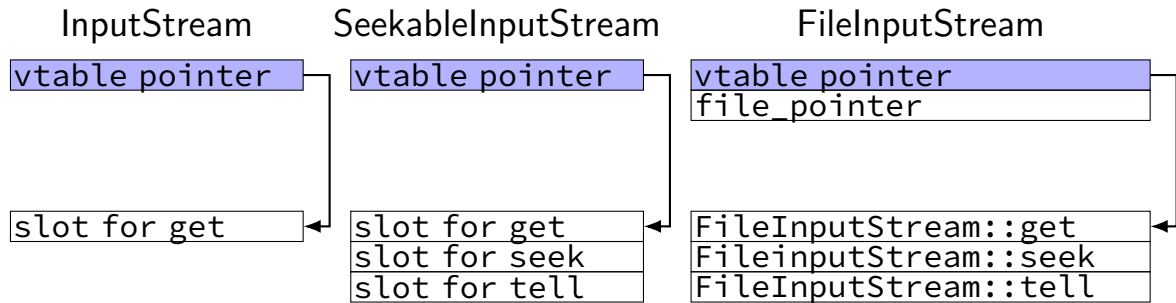 InputStream SeekableInputStream FileInputStream
vtable pointer vtable pointer vtable pointer
file_pointer
slot for get slot for get FileInputStream::get
slot for seek FileinputStream::seek
slot for tell FileInputStream::tell